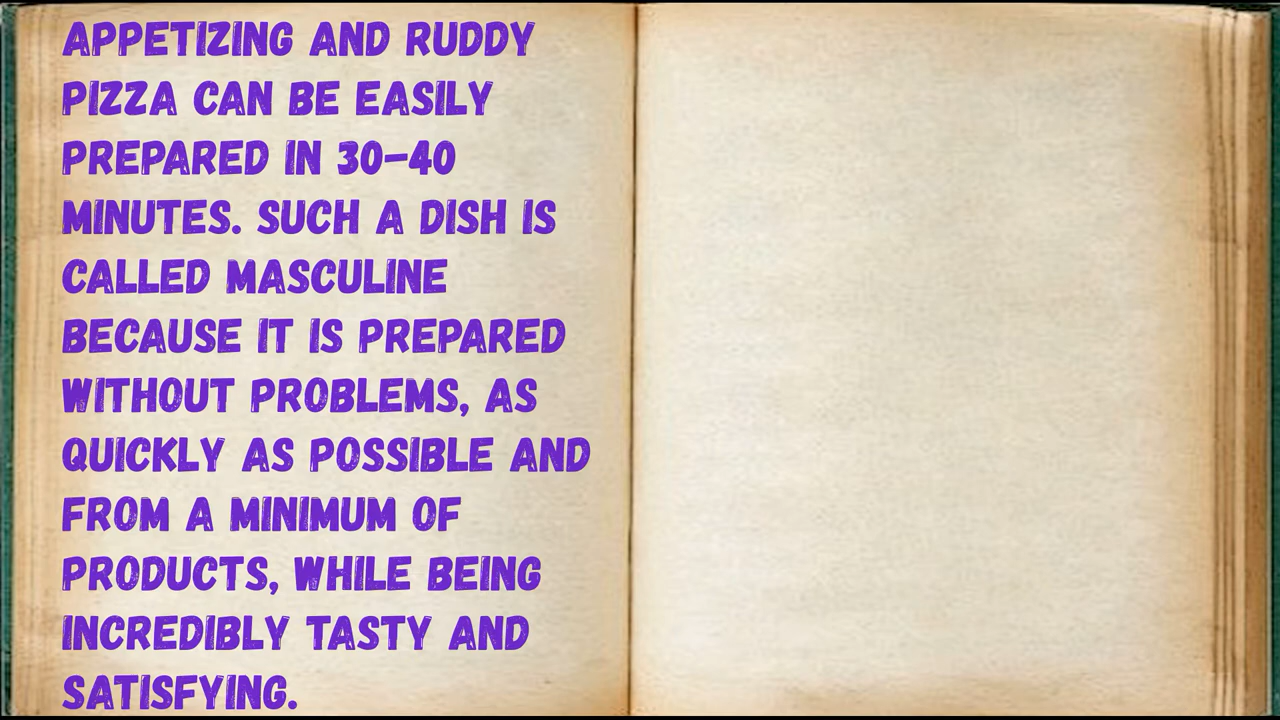 APPETIZING AND RUDDY
PIZZA CAN BE EASILY
PREPARED IN 30–40
MINUTES. SUCH A DISH IS
CALLED MASCULINE
BECAUSE IT IS PREPARED
WITHOUT PROBLEMS, AS
QUICKLY AS POSSIBLE AND
FROM A MINIMUM OF
PRODUCTS, WHILE BEING
INCREDIBLY TASTY AND
SATISFYING.